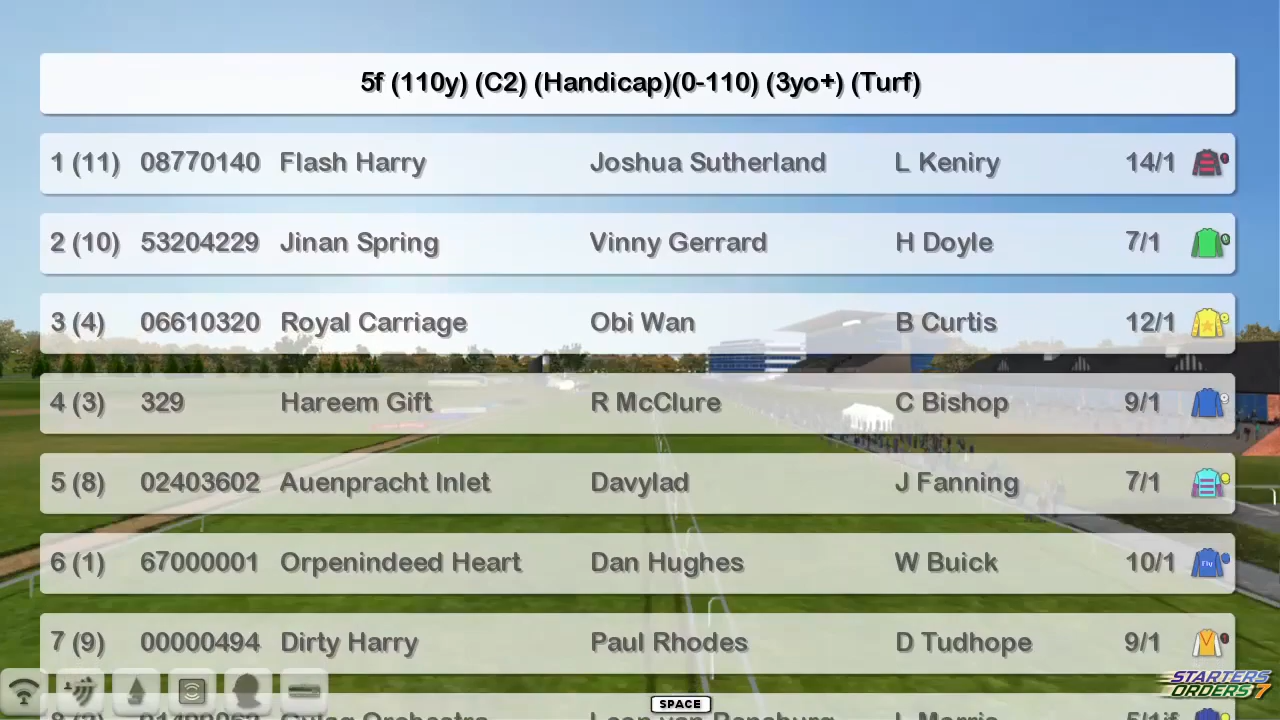 5f (110y) (C2) (Handicap)(0-110) (3yo+) (Turf)
1 (11) 08770140 Flash Harry Joshua Sutherland L Keniry 14/1
2 (10) 53204229 Jinan Spring Vinny Gerrard H Doyle 7/1
3 (4) 06610320 Royal Carriage Obi Wan B Curtis 12/1
4 (3) 329 Hareem Gift R McClure C Bishop 9/1
5 (8) 02403602 Auenpracht Inlet Davylad J Fanning 7/1
6 (1) 67000001 Orpenindeed Heart Dan Hughes W Buick 10/1 Fly
7 (9) 00000494 Dirty Harry Paul Rhodes D Tudhope 9/1
STARTERS ORDERS 7
SPACE